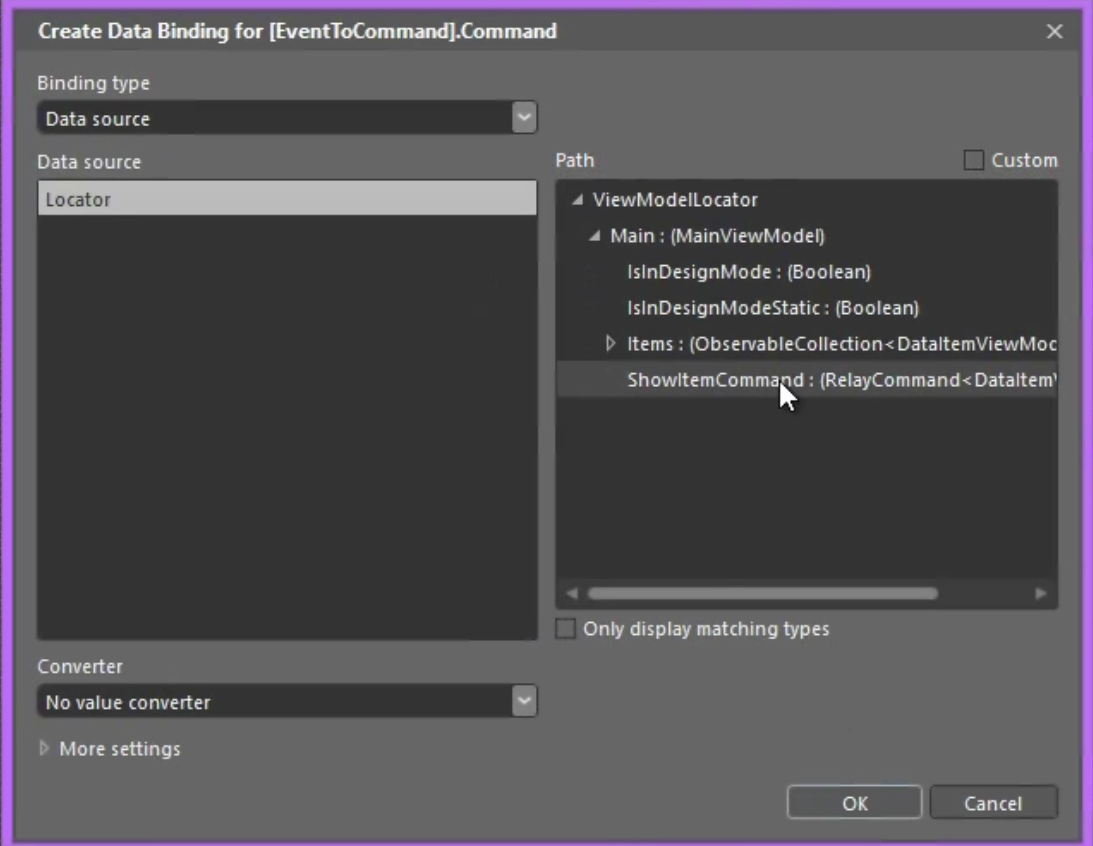 Create Data Binding for [EventToCommand].Command
Binding type
Data source
Data source
Locator
Path
Custom
ViewModelLocator
Main : (MainViewModel)
IsInDesignMode : (Boolean)
IsInDesignModeStatic : (Boolean)
Items : (ObservableCollection<DataItemViewMoc
ShowItemCommand : (RelayCommand<DataItem
Only display matching types
Converter
No value converter
More settings
OK
Cancel